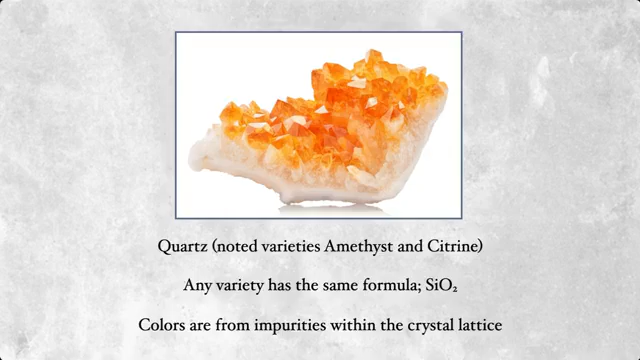 Quartz (noted varieties Amethyst and Citrine)
Any variety has the same formula; SiO₂
Colors are from impurities within the crystal lattice